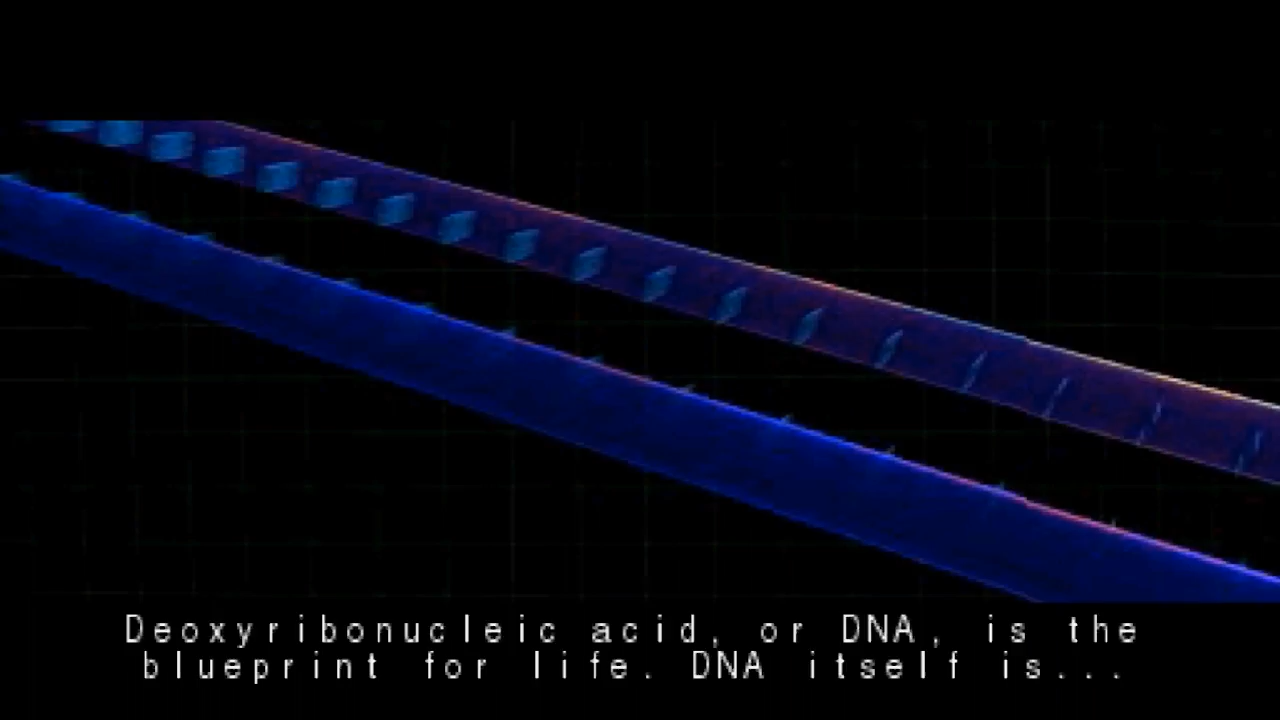 Deoxyribonucleic acid, or DNA, is the
blueprint for life. DNA itself is...